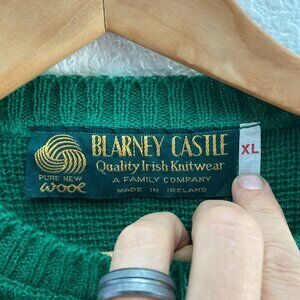 BLARNEY CASTLE
Quality Irish Knitwear
A FAMILY COMPANY
MADE IN IRELAND
PURE NEW
WOOL
XL